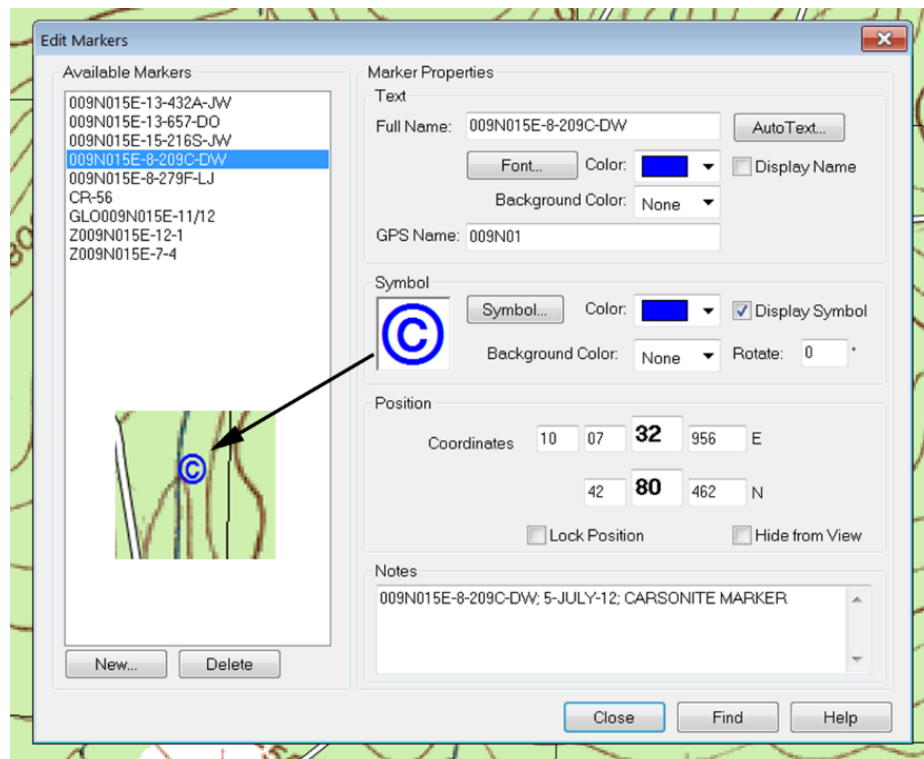 Edit Markers
Available Markers
009N015E-13-432A-JW
009N015E-13-657-DO
009N015E-15-216S-JW
009N015E-8-209C-DW
009N015E-8-279F-LJ
CR-56
GLO009N015E-11/12
Z009N015E-12-1
Z009N015E-7-4
©
New... Delete
Marker Properties
Text
Full Name: 009N015E-8-209C-DW AutoText...
Font... Color: Display Name
Background Color: None
GPS Name: 009N01
Symbol
© Symbol... Color: Display Symbol
Background Color: None Rotate: 0 °
Position
Coordinates 10 07 32 956 E
42 80 462 N
Lock Position Hide from View
Notes
009N015E-8-209C-DW; 5-JULY-12; CARSONITE MARKER
Close Find Help